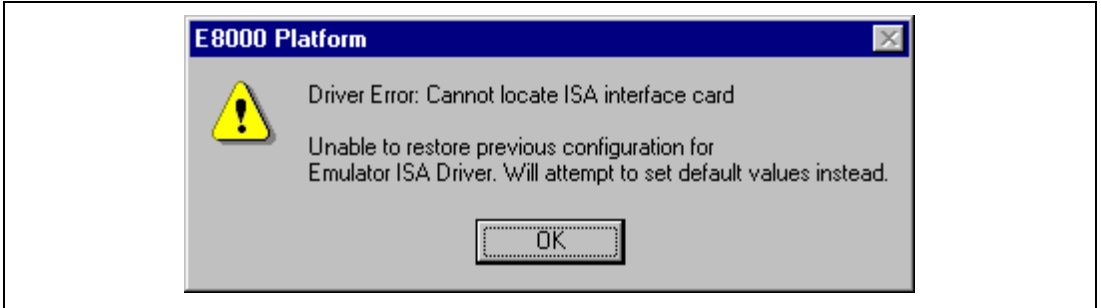 E8000 Platform
Driver Error: Cannot locate ISA interface card
Unable to restore previous configuration for
Emulator ISA Driver. Will attempt to set default values instead.
OK